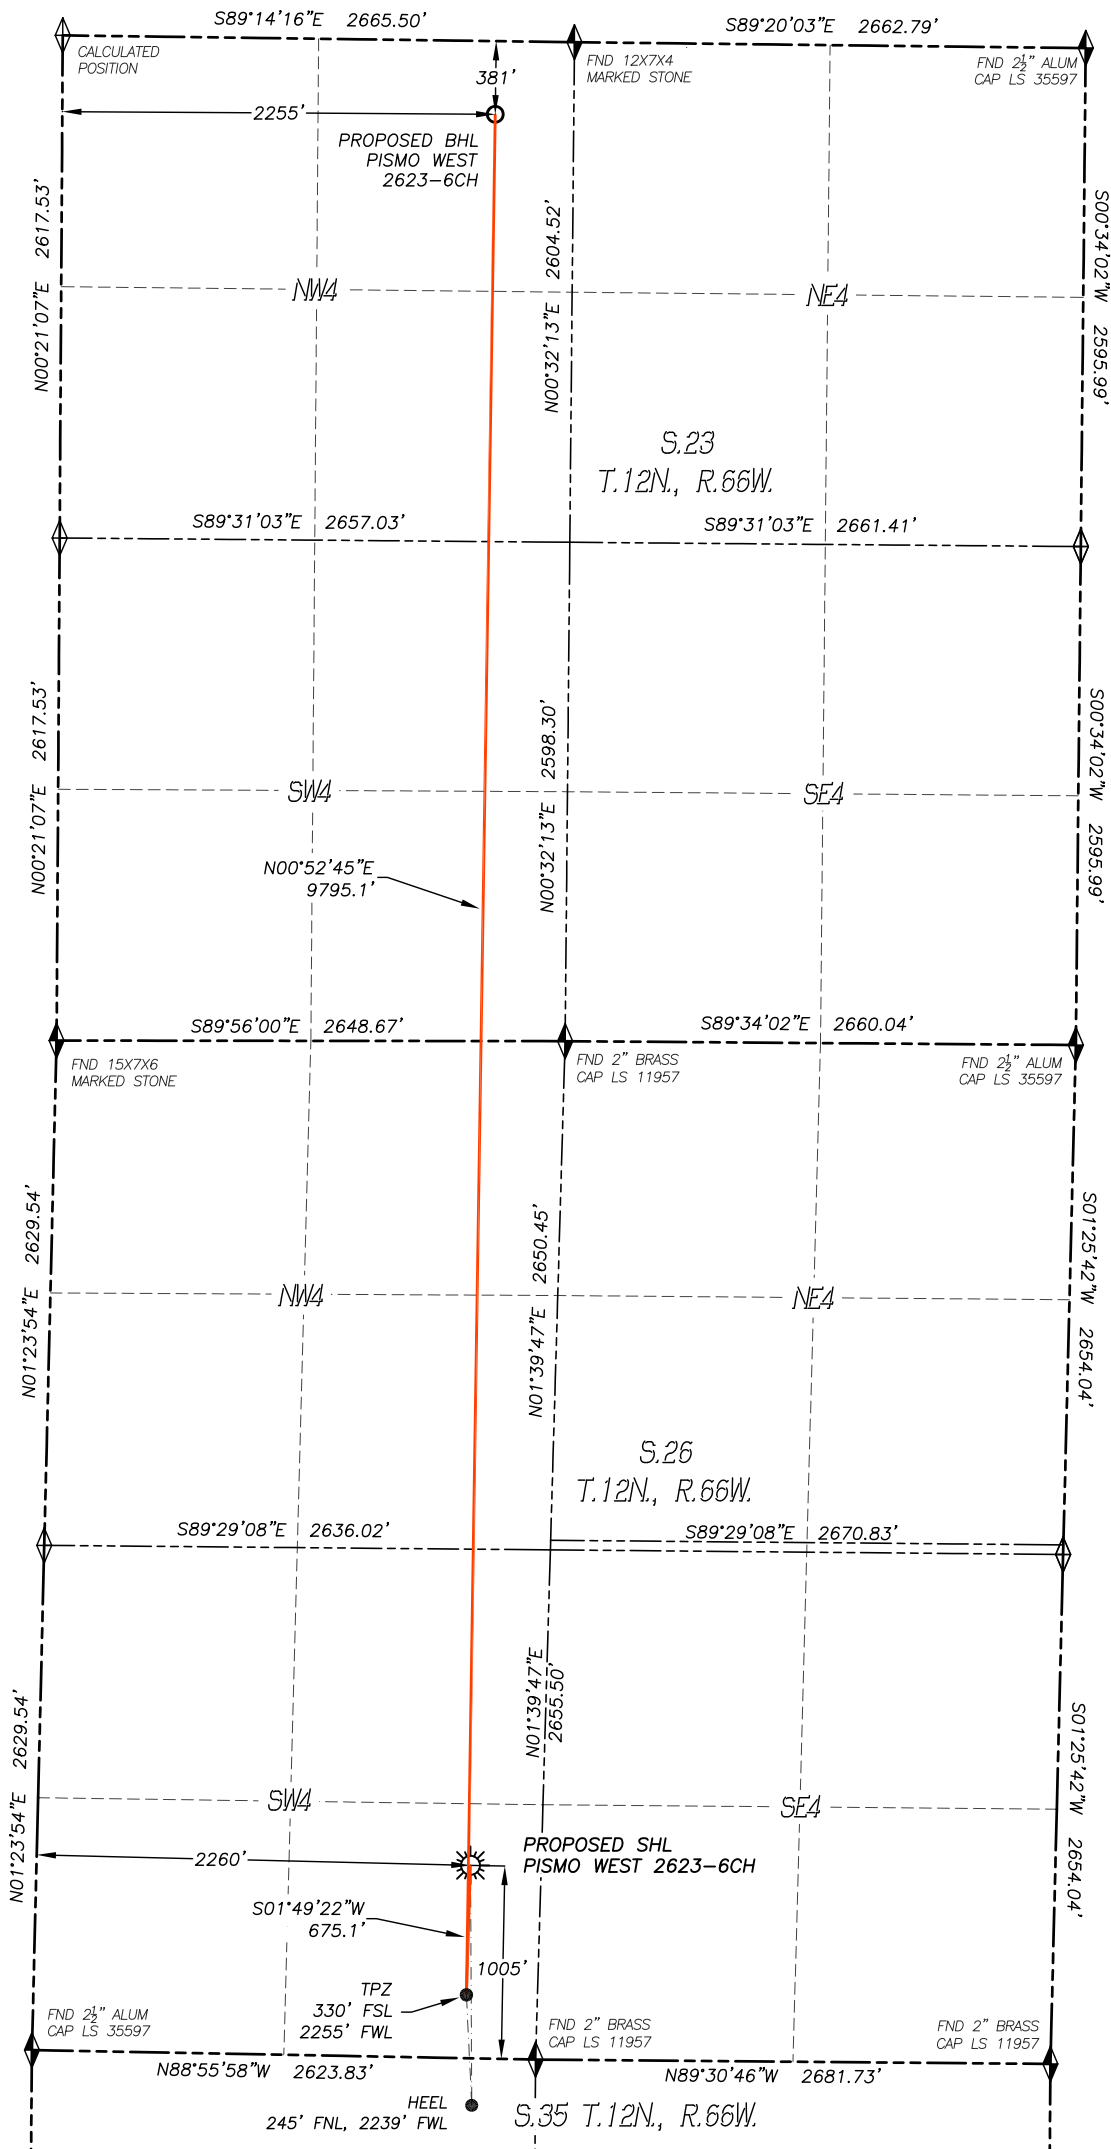 S89°14'16"E 2665.50'
S89°20'03"E 2662.79'
CALCULATED
POSITION
381'
FND 12X7X4
MARKED STONE
FND 2½" ALUM
CAP LS 35597
2255'
PROPOSED BHL
PISMO WEST
2623-6CH
N00°21'07"E 2617.53'
N00°32'13"E 2604.52'
S00°34'02"W 2595.99'
NW4
NE4
S.23
T.12N., R.66W.
S89°31'03"E 2657.03'
S89°31'03"E 2661.41'
N00°21'07"E 2617.53'
N00°32'13"E 2598.30'
S00°34'02"W 2595.99'
SW4
SE4
N00°52'45"E
9795.1'
S89°56'00"E 2648.67'
S89°34'02"E 2660.04'
FND 15X7X6
MARKED STONE
FND 2" BRASS
CAP LS 11957
FND 2½" ALUM
CAP LS 35597
N01°23'54"E 2629.54'
N01°39'47"E 2650.45'
S01°25'42"W 2654.04'
NW4
NE4
S.26
T.12N., R.66W.
S89°29'08"E 2636.02'
S89°29'08"E 2670.83'
N01°23'54"E 2629.54'
N01°39'47"E
2655.50'
S01°25'42"W 2654.04'
SW4
SE4
PROPOSED SHL
PISMO WEST 2623-6CH
2260'
S01°49'22"W
675.1'
1005'
TPZ
330' FSL
2255' FWL
FND 2½" ALUM
CAP LS 35597
FND 2" BRASS
CAP LS 11957
FND 2" BRASS
CAP LS 11957
N88°55'58"W 2623.83'
N89°30'46"W 2681.73'
HEEL
245' FNL, 2239' FWL
S.35 T.12N., R.66W.